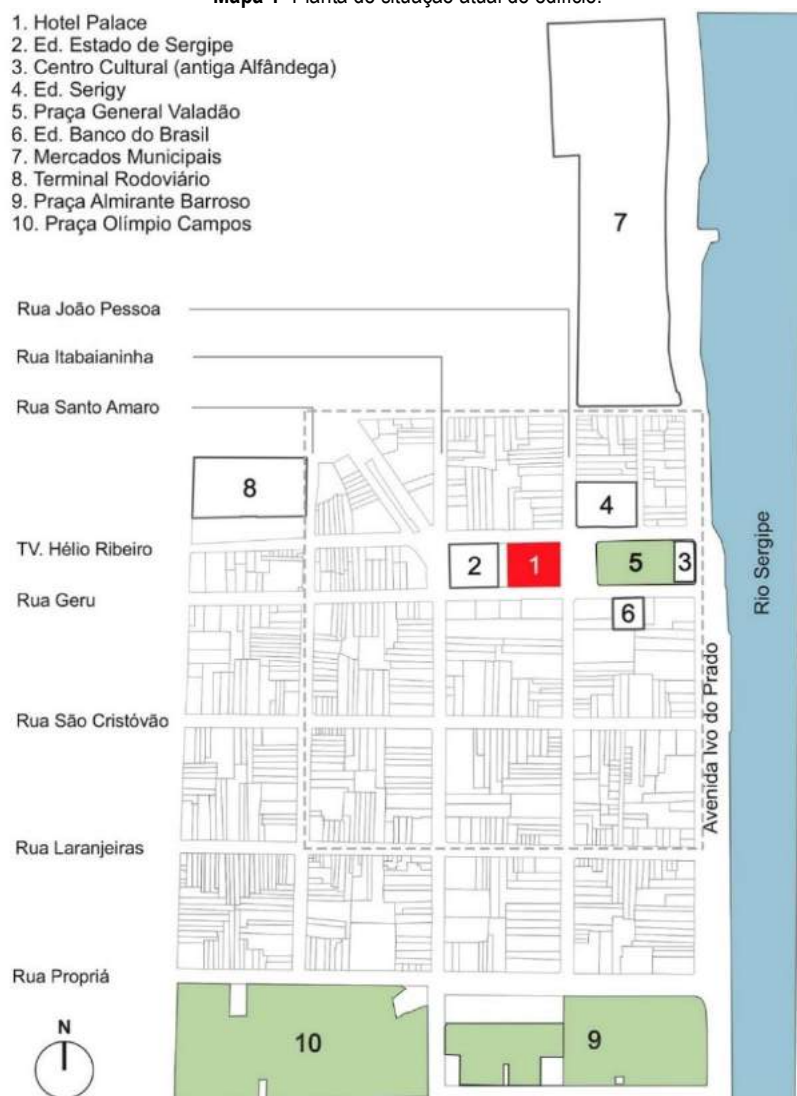 Mapa 1- Planta de situação atual do edifício.
1. Hotel Palace
2. Ed. Estado de Sergipe
3. Centro Cultural (antiga Alfândega)
4. Ed. Serigy
5. Praça General Valadão
6. Ed. Banco do Brasil
7. Mercados Municipais
8. Terminal Rodoviário
9. Praça Almirante Barroso
10. Praça Olímpio Campos
7
Rua João Pessoa
Rua Itabaianinha
Rua Santo Amaro
8
4
TV. Hélio Ribeiro
2
1
5
3
Rua Geru
6
Rio Sergipe
Avenida Ivo do Prado
Rua São Cristóvão
Rua Laranjeiras
Rua Propriá
N
10
9